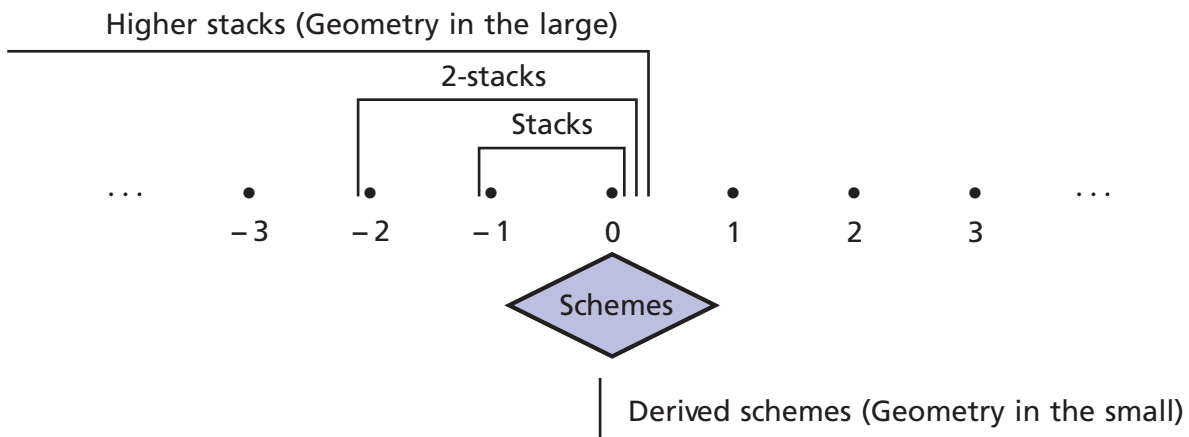 Higher stacks (Geometry in the large)
2-stacks
Stacks
... ...
– 3 – 2 – 1 0 1 2 3
Schemes
Derived schemes (Geometry in the small)